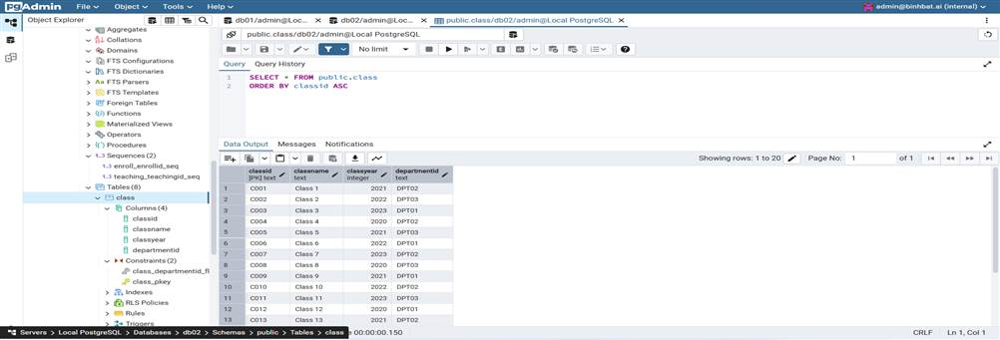 pgAdmin File Object Tools Help admin@binhbat.ai (internal)
Object Explorer
db01/admin@Loc...
db02/admin@Loc...
public.class/db02/admin@Local PostgreSQL
public.class/db02/admin@Local PostgreSQL
No limit
Query Query History
1 SELECT * FROM public.class
2 ORDER BY classid ASC
Aggregates
Collations
Domains
FTS Configurations
FTS Dictionaries
Aa FTS Parsers
FTS Templates
Foreign Tables
Functions
Materialized Views
Operators
Procedures
1.3 Sequences (2)
1.3 enroll_enrollid_seq
1.3 teaching_teachingid_seq
Tables (8)
class
Columns (4)
classid
classname
classyear
departmentid
Constraints (2)
class_departmentid_fl
class_pkey
Indexes
RLS Policies
Rules
Triggers
Data Output Messages Notifications
Showing rows: 1 to 20 Page No: 1 of 1
classid [PK] text classname text classyear integer departmentid text
1 C001 Class 1 2021 DPT02
2 C002 Class 2 2022 DPT03
3 C003 Class 3 2023 DPT01
4 C004 Class 4 2020 DPT02
5 C005 Class 5 2021 DPT03
6 C006 Class 6 2022 DPT01
7 C007 Class 7 2023 DPT02
8 C008 Class 8 2020 DPT03
9 C009 Class 9 2021 DPT01
10 C010 Class 10 2022 DPT02
11 C011 Class 11 2023 DPT03
12 C012 Class 12 2020 DPT01
13 C013 Class 13 2021 DPT02
Servers > Local PostgreSQL > Databases > db02 > Schemas > public > Tables > class
00:00:00.150
CRLF Ln 1, Col 1